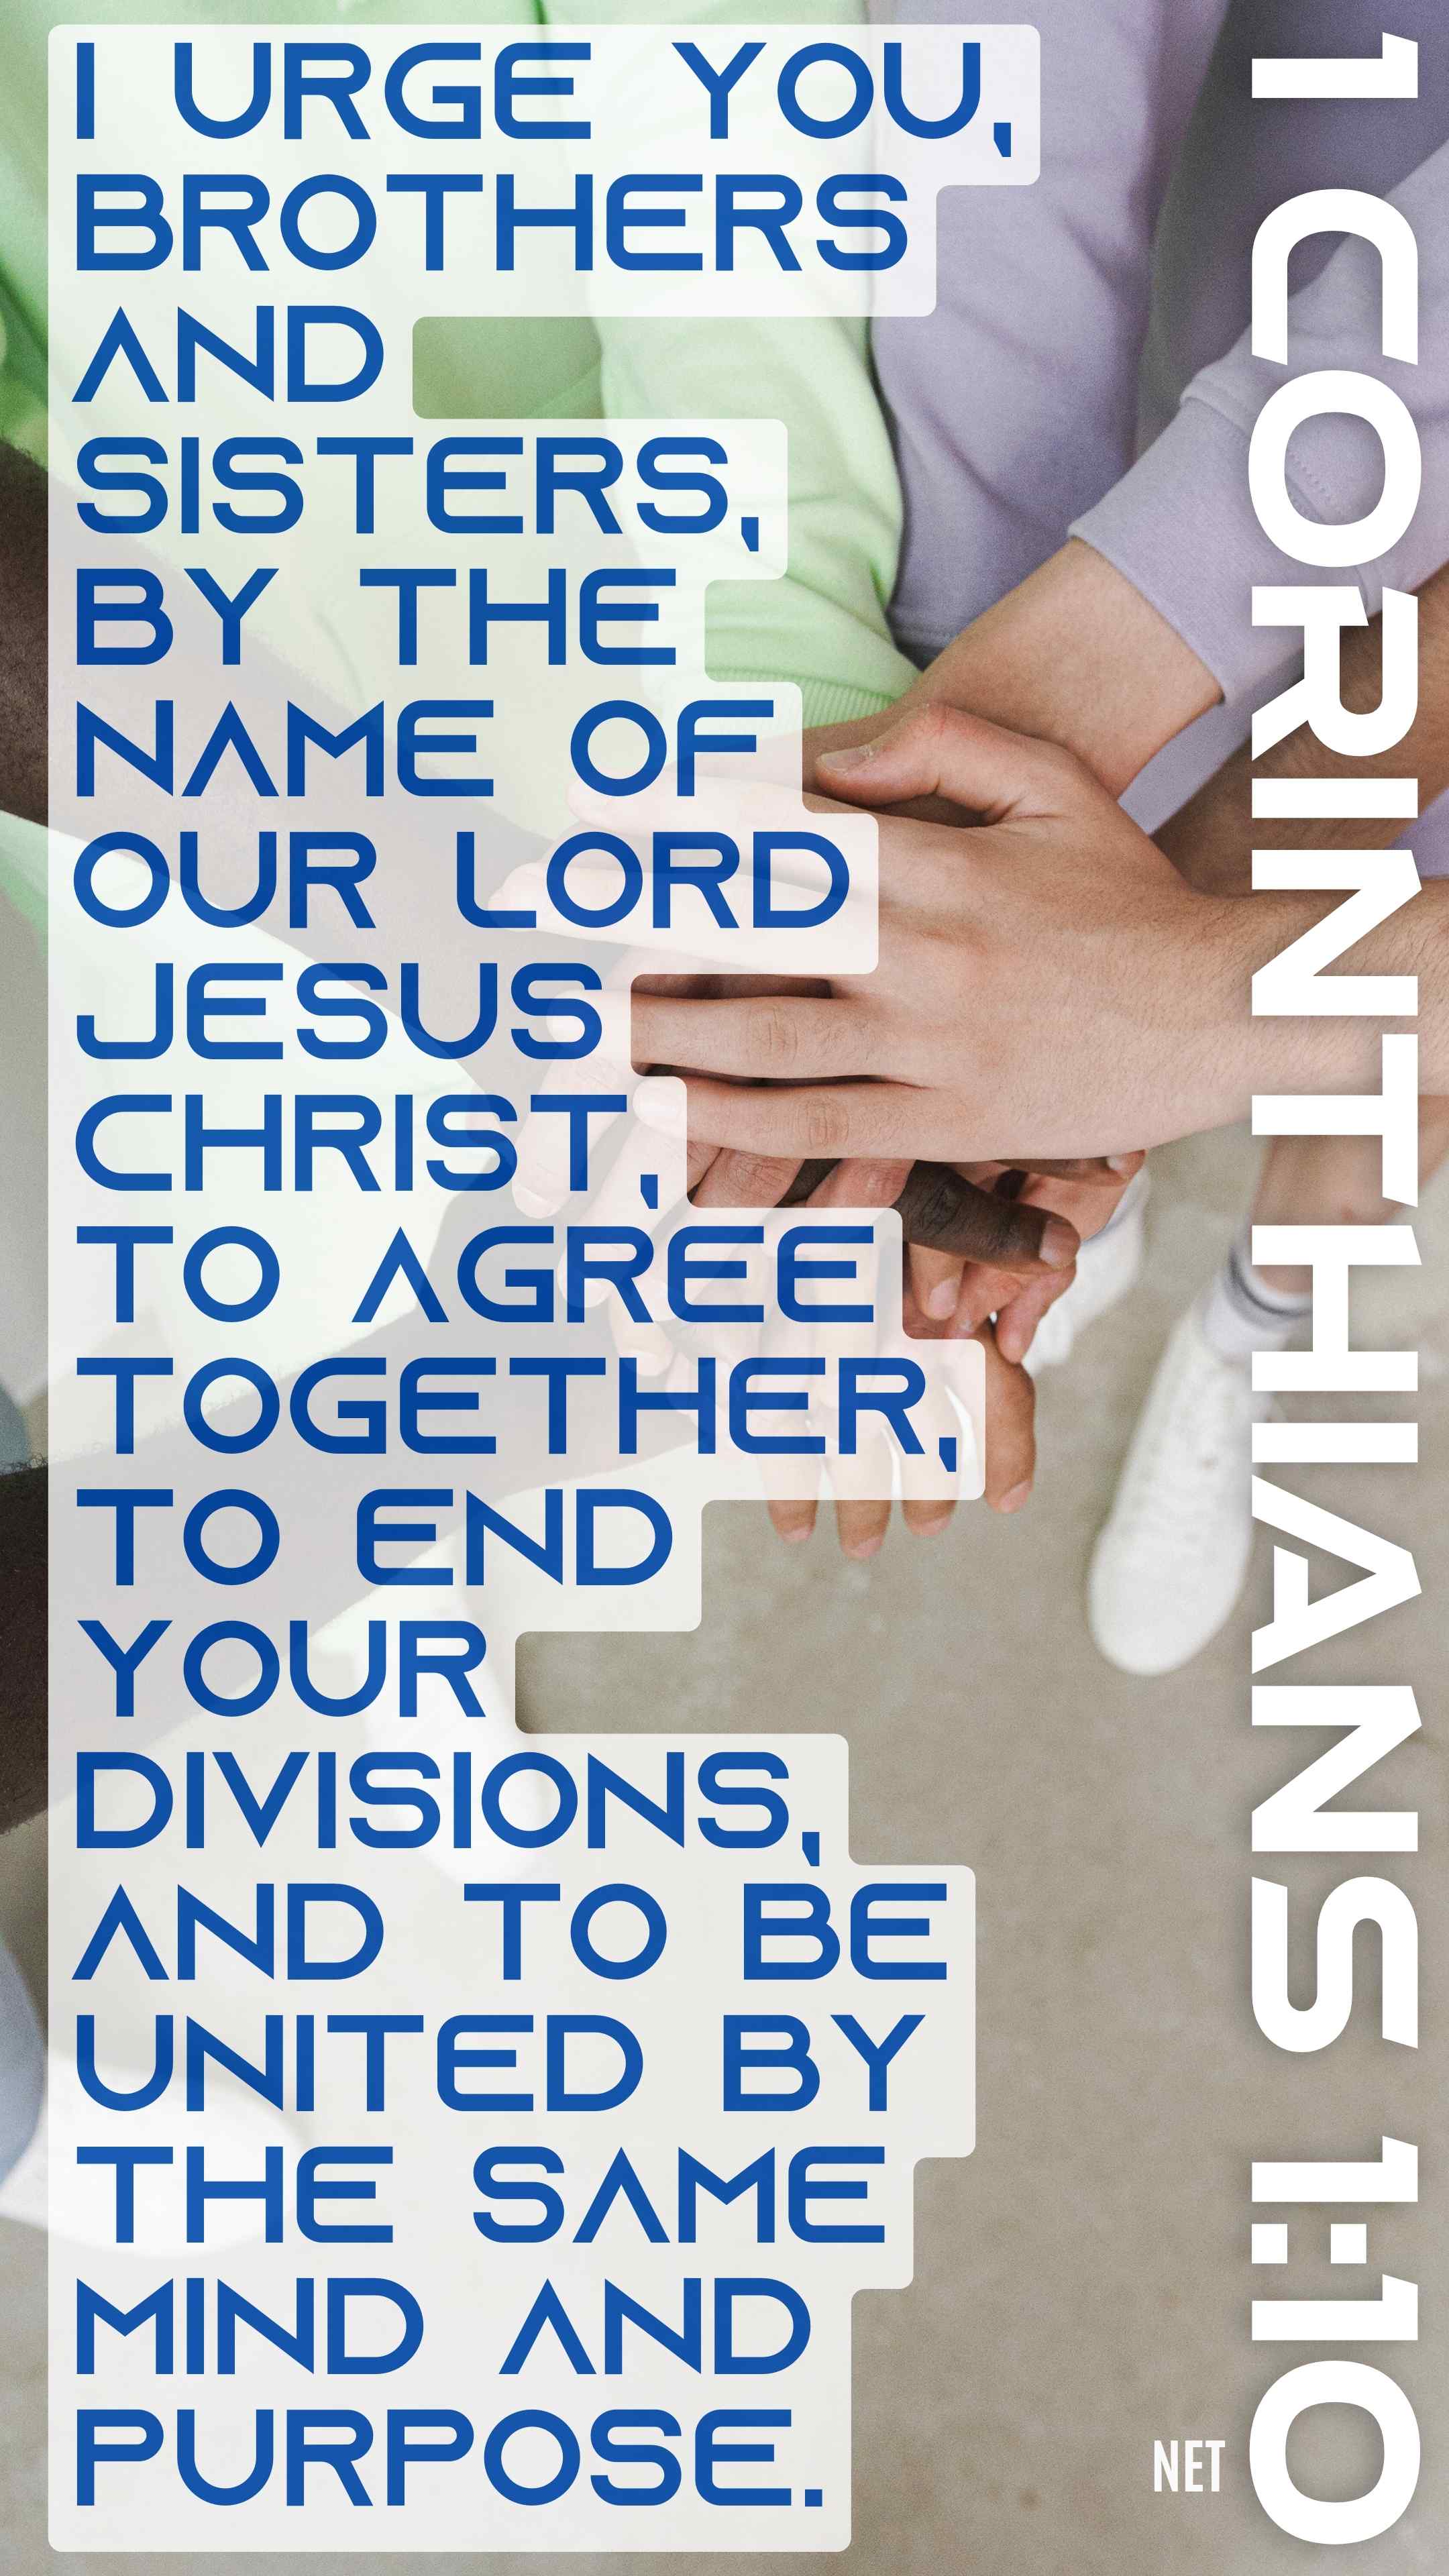 I URGE YOU,
BROTHERS
AND
SISTERS,
BY THE
NAME OF
OUR LORD
JESUS
CHRIST,
TO AGREE
TOGETHER,
TO END
YOUR
DIVISIONS,
AND TO BE
UNITED BY
THE SAME
MIND AND
PURPOSE.
1 CORINTHIANS 1:10
NET